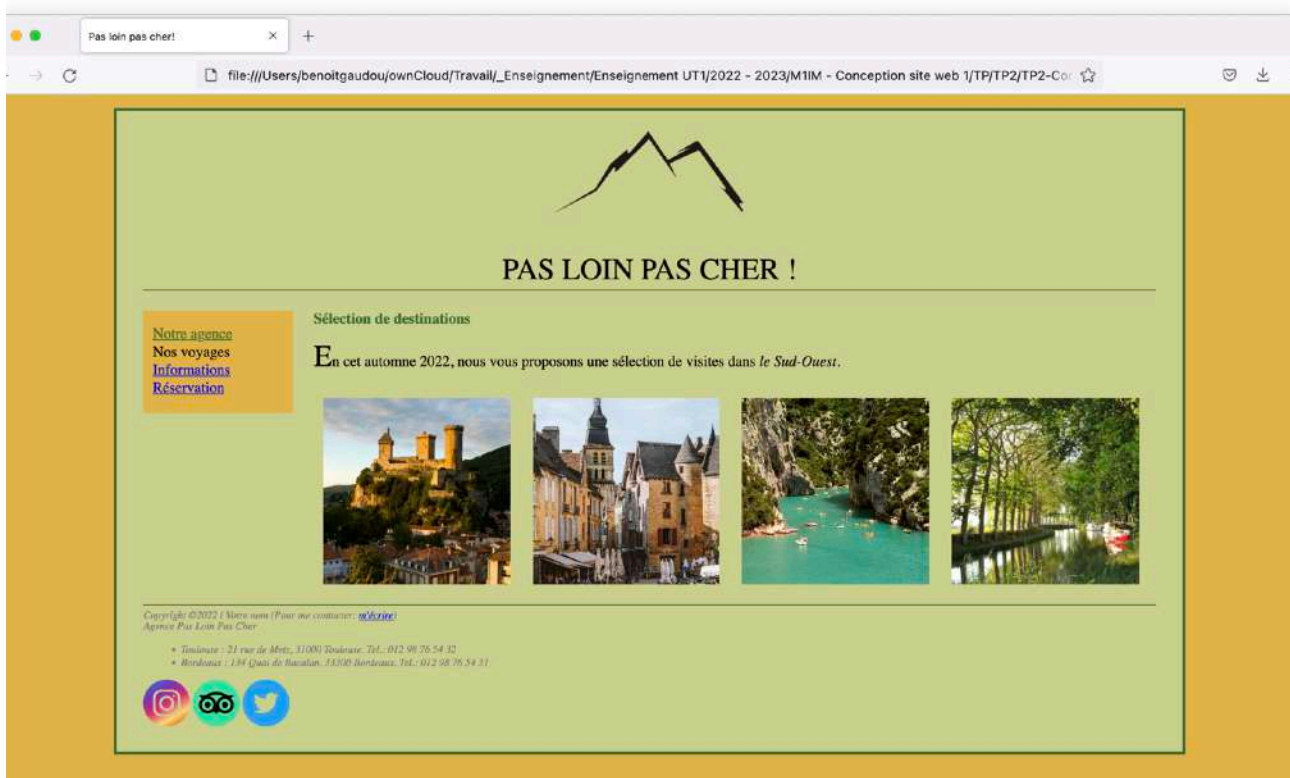 Pas loin pas cher!
file:///Users/benoitgaudou/ownCloud/Travail/_Enseignement/Enseignement UT1/2022 - 2023/M1IM - Conception site web 1/TP/TP2/TP2-Cor
PAS LOIN PAS CHER !
Notre agence
Nos voyages
Informations
Réservation
Sélection de destinations
En cet automne 2022, nous vous proposons une sélection de visites dans le Sud-Ouest.
Copyright ©2022 | Votre nom (Pour me contacter: m'écrire)
Agence Pas Loin Pas Cher
• Toulouse : 21 rue de Metz, 31000 Toulouse. Tel.: 012 98 76 54 32
• Bordeaux : 134 Quai de Bacalan, 33300 Bordeaux. Tel.: 012 98 76 54 31